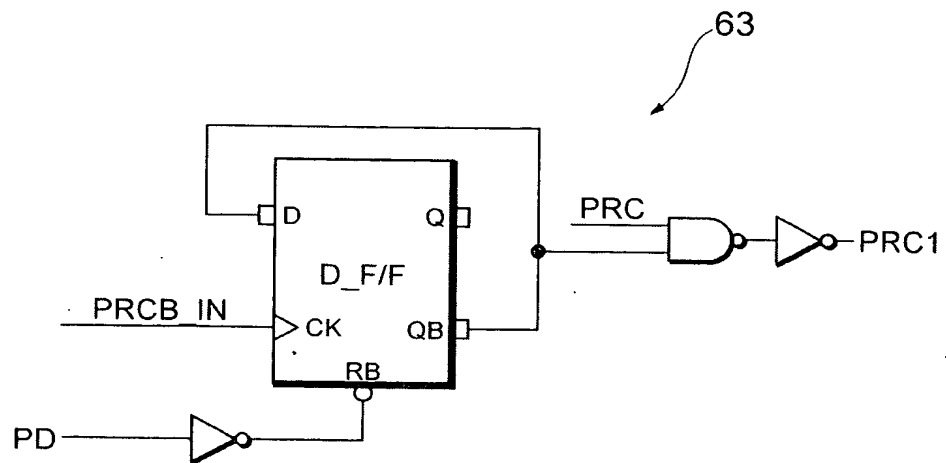 63
D
Q
PRC
PRC1
D_F/F
PRCB_IN
CK
QB
RB
PD